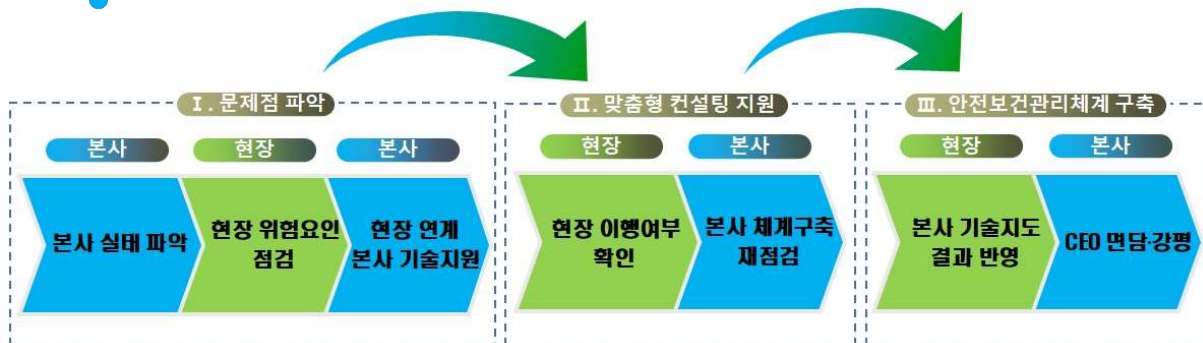 Ⅰ. 문제점 파악
본사
현장
본사
본사 실태 파악
현장 위험요인
점검
현장 연계
본사 기술지원
Ⅱ. 맞춤형 컨설팅 지원
현장
본사
현장 이행여부
확인
본사 체계구축
재점검
Ⅲ. 안전보건관리체계 구축
현장
본사
본사 기술지도
결과 반영
CEO 면담·강평